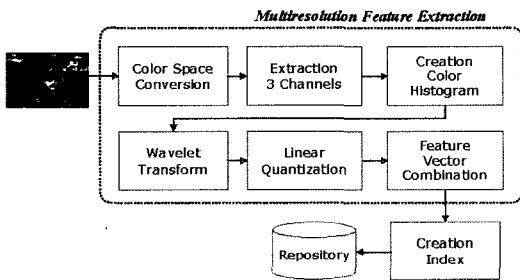 Multiresolution Feature Extraction
Color Space
Conversion
Extraction
3 Channels
Creation
Color
Histogram
Wavelet
Transform
Linear
Quantization
Feature
Vector
Combination
Repository
Creation
Index